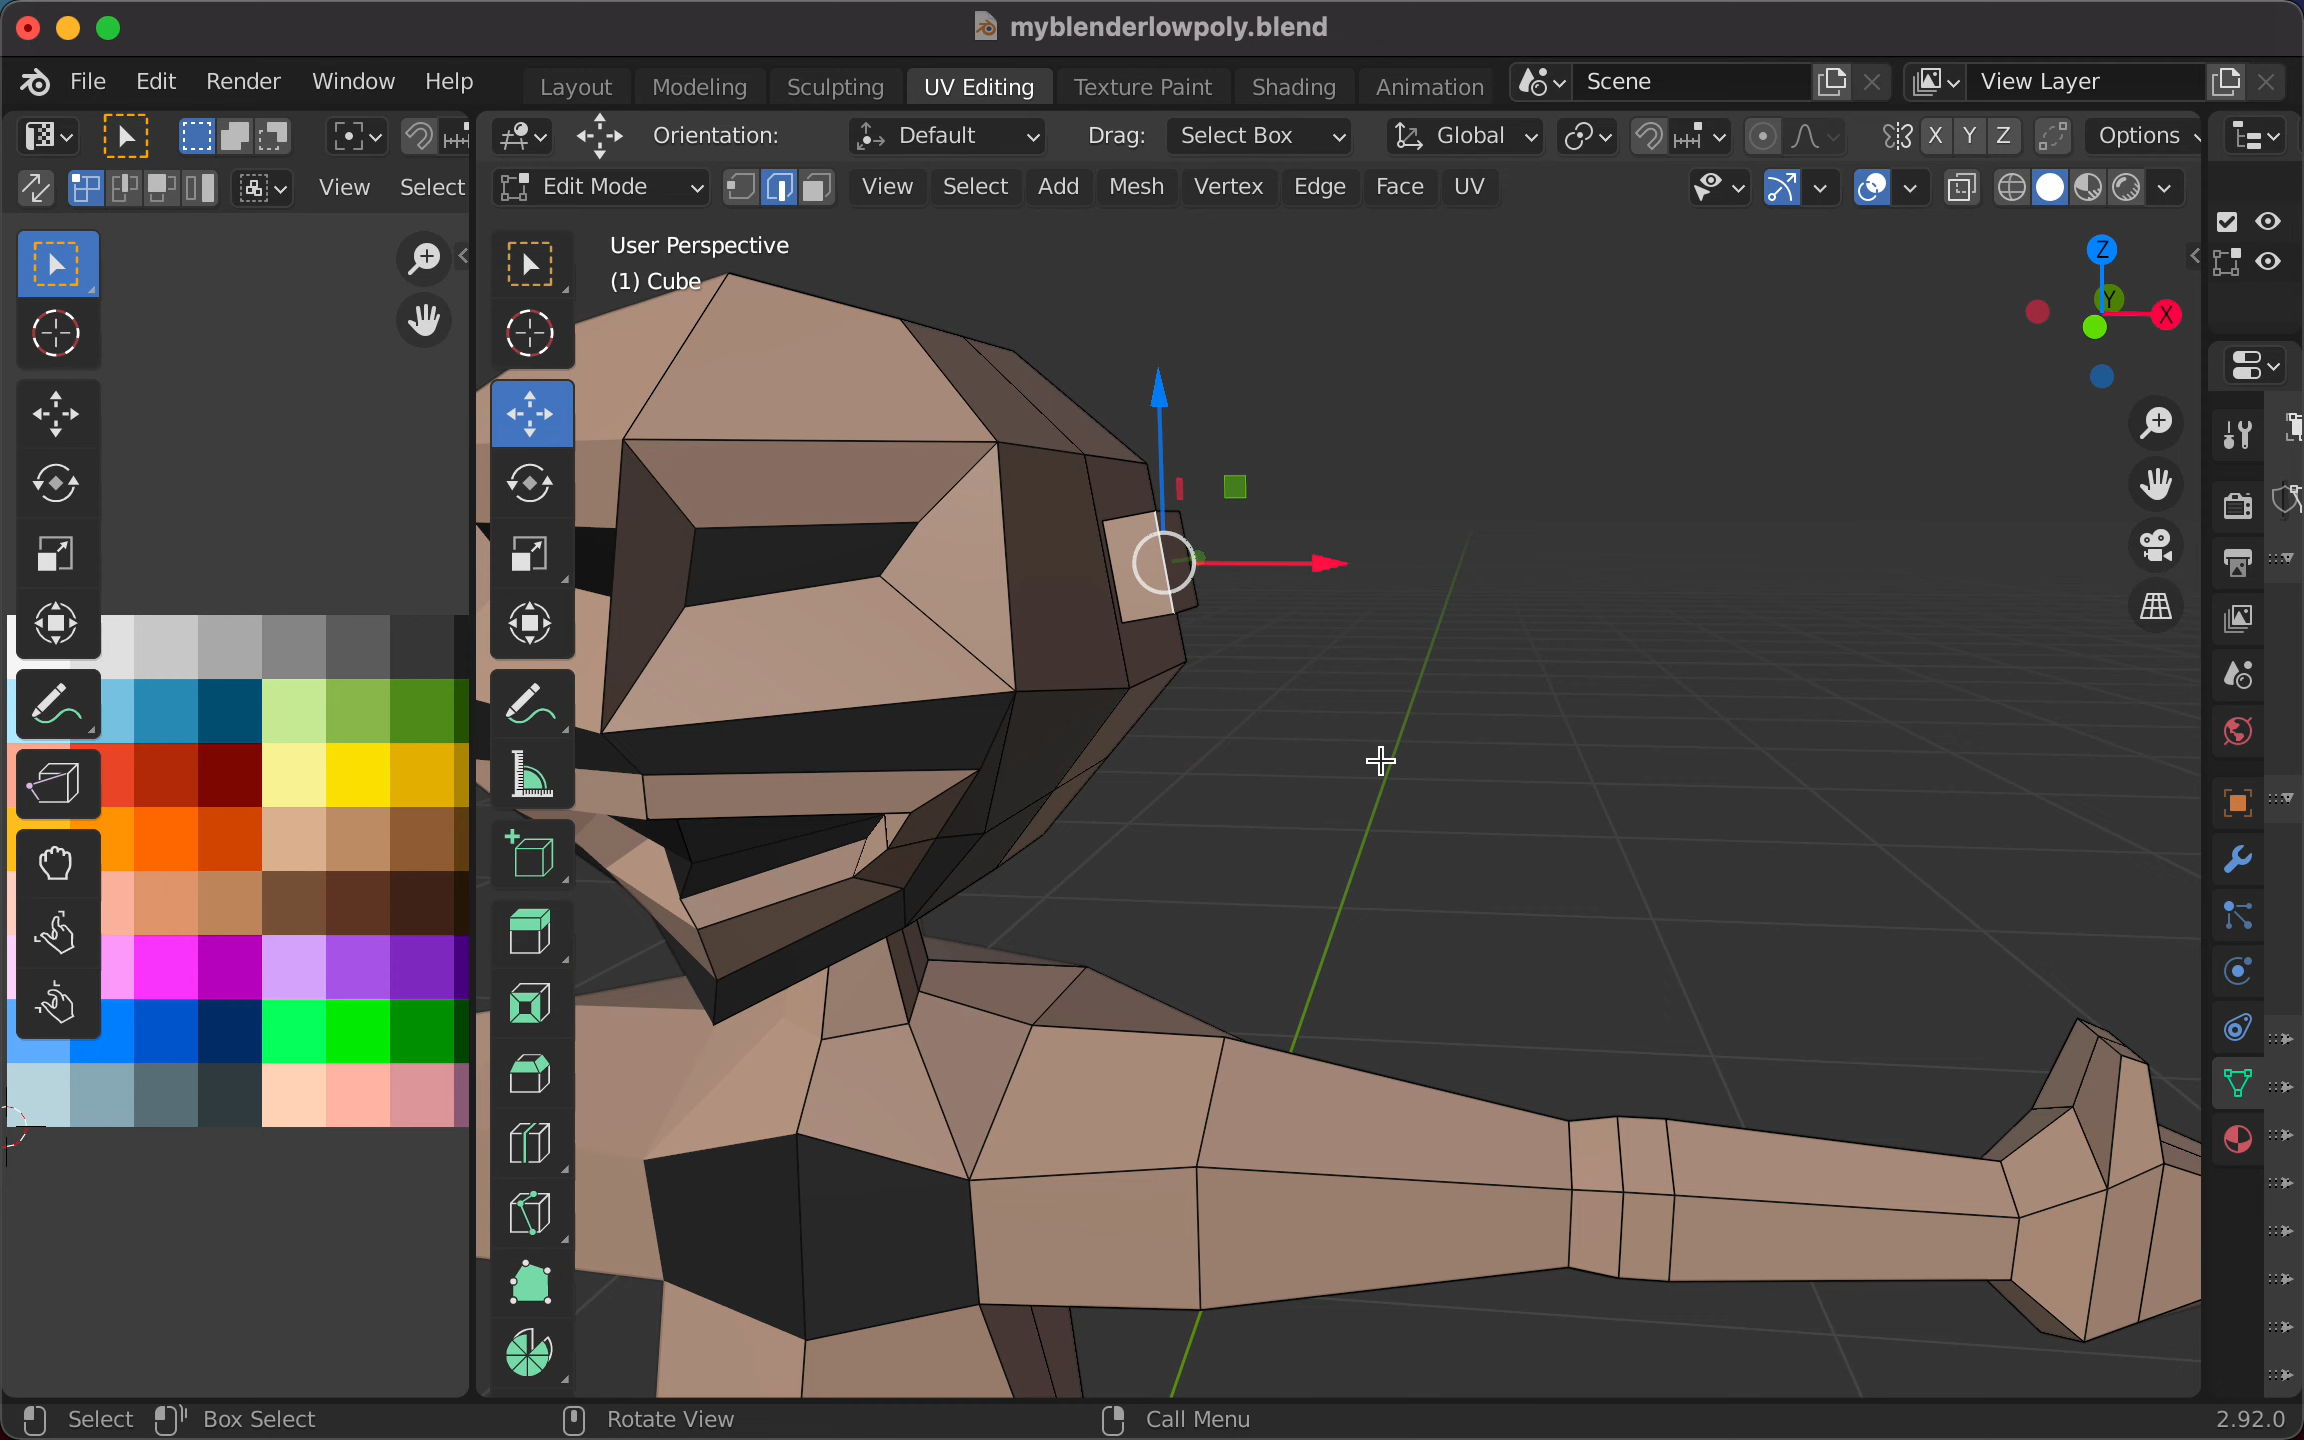 myblenderlowpoly.blend
File Edit Render Window Help Layout Modeling Sculpting UV Editing Texture Paint Shading Animation Scene View Layer
Orientation: Default Drag: Select Box Global X Y Z Options
View Select Edit Mode View Select Add Mesh Vertex Edge Face UV
User Perspective
(1) Cube
Z
Y
X
Select Box Select Rotate View Call Menu 2.92.0